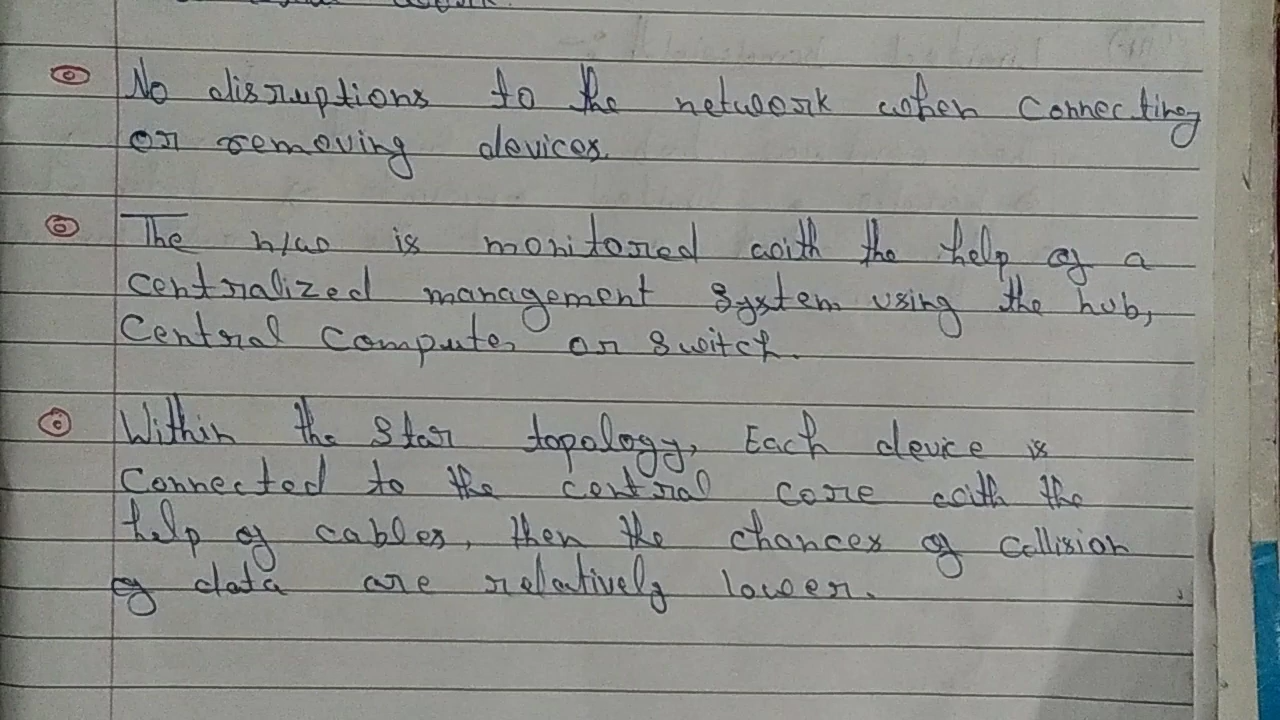 No disruptions to the network when connecting
or removing devices.
The n/w is monitored with the help of a
centralized management system using the hub,
Central Computer or switch.
Within the Star topology, Each device is
Connected to the central core with the
help of cables, then the chances of collision
of data are relatively lower.